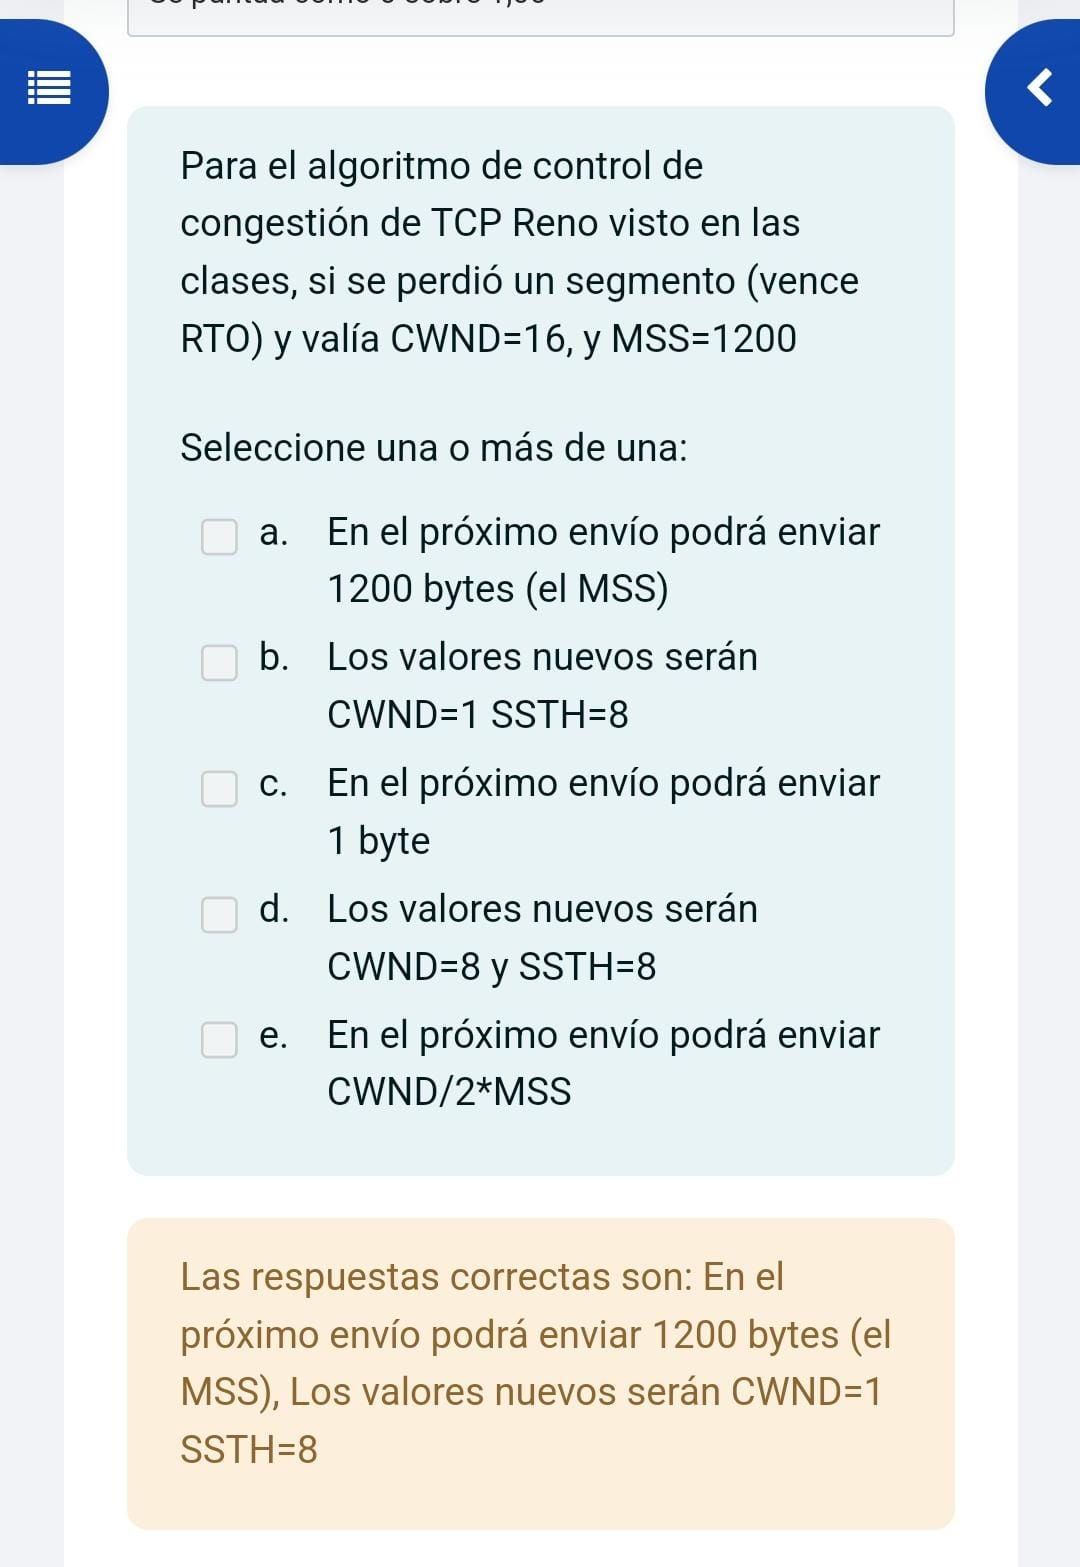 Para el algoritmo de control de
congestión de TCP Reno visto en las
clases, si se perdió un segmento (vence
RTO) y valía CWND=16, y MSS=1200
Seleccione una o más de una:
a. En el próximo envío podrá enviar
1200 bytes (el MSS)
b. Los valores nuevos serán
CWND=1 SSTH=8
c. En el próximo envío podrá enviar
1 byte
d. Los valores nuevos serán
CWND=8 y SSTH=8
e. En el próximo envío podrá enviar
CWND/2*MSS
Las respuestas correctas son: En el
próximo envío podrá enviar 1200 bytes (el
MSS), Los valores nuevos serán CWND=1
SSTH=8